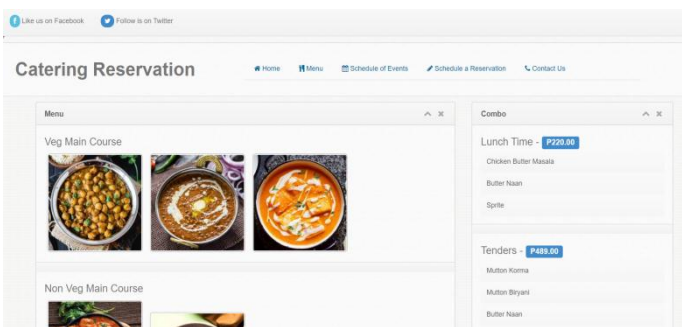 Like us on Facebook Follow is on Twitter
Catering Reservation
Home Menu Schedule of Events Schedule a Reservation Contact Us
Menu
Veg Main Course
Non Veg Main Course
Combo
Lunch Time - P220.00
Chicken Butter Masala
Butter Naan
Sprite
Tenders - P489.00
Mutton Korma
Mutton Biryani
Butter Naan